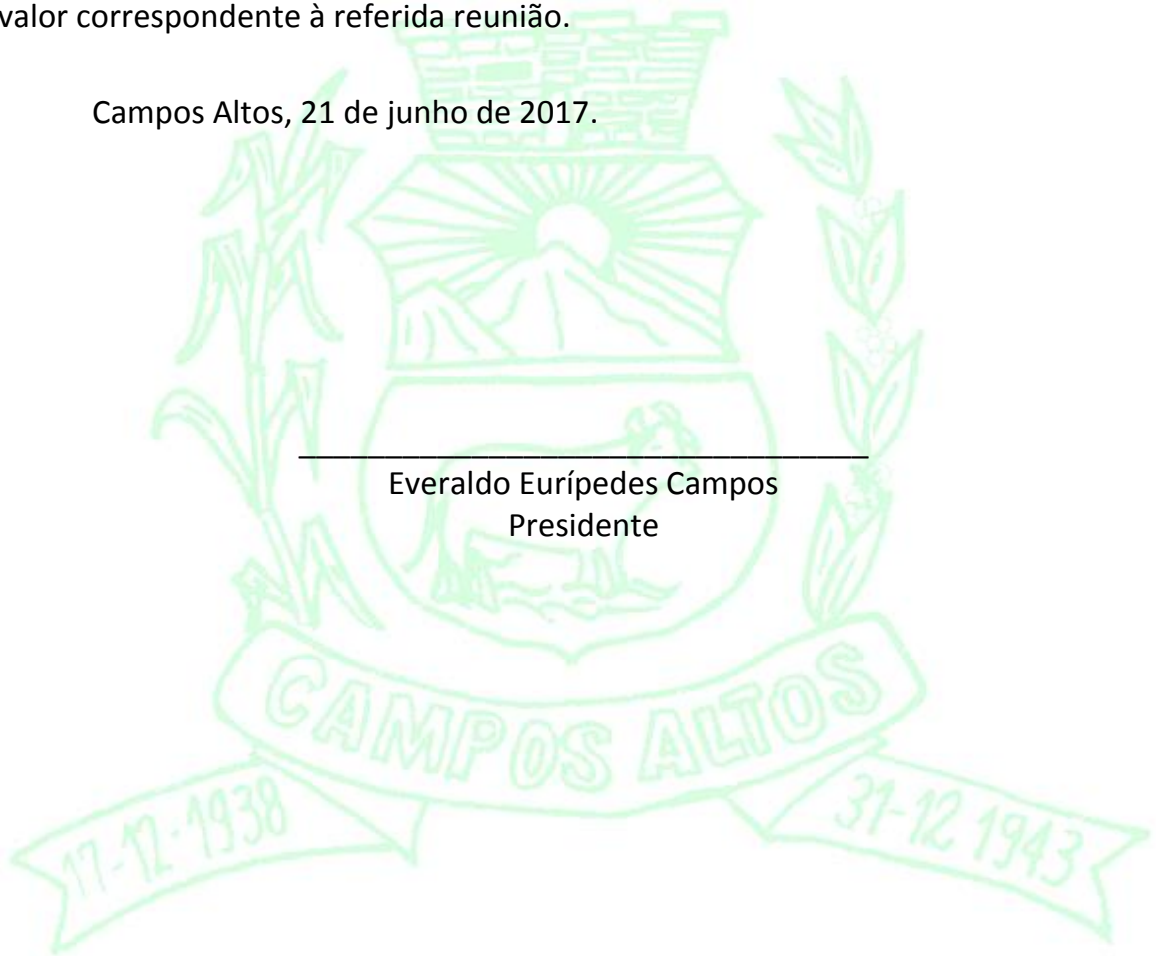 valor correspondente à referida reunião.
Campos Altos, 21 de junho de 2017.
Everaldo Eurípedes Campos
Presidente
CAMPOS ALTOS
17-12-1938
31-12 1943